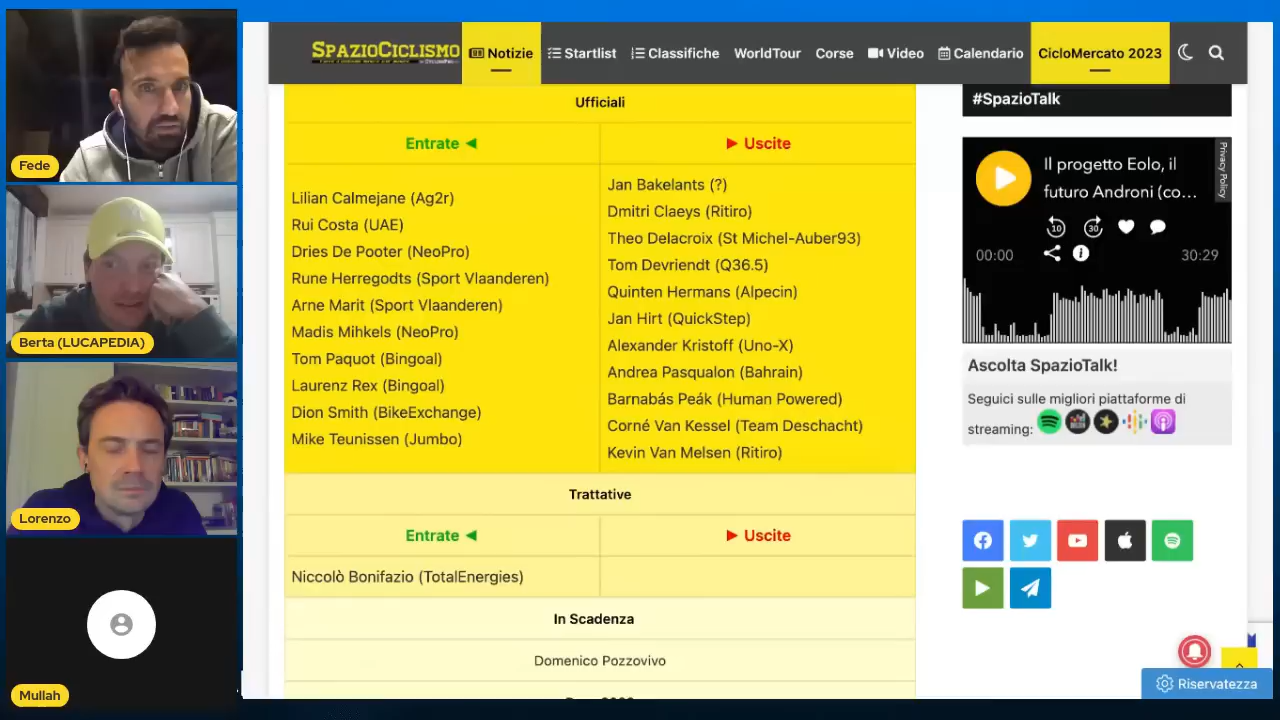 Fede
Berta (LUCAPEDIA)
Lorenzo
Mullah
SPAZIOCICLISMO
Notizie
Startlist
Classifiche
WorldTour
Corse
Video
Calendario
CicloMercato 2023
Ufficiali
Entrate ◄
► Uscite
Lilian Calmejane (Ag2r)
Rui Costa (UAE)
Dries De Pooter (NeoPro)
Rune Herregodts (Sport Vlaanderen)
Arne Marit (Sport Vlaanderen)
Madis Mihkels (NeoPro)
Tom Paquot (Bingoal)
Laurenz Rex (Bingoal)
Dion Smith (BikeExchange)
Mike Teunissen (Jumbo)
Jan Bakelants (?)
Dmitri Claeys (Ritiro)
Theo Delacroix (St Michel-Auber93)
Tom Devriendt (Q36.5)
Quinten Hermans (Alpecin)
Jan Hirt (QuickStep)
Alexander Kristoff (Uno-X)
Andrea Pasqualon (Bahrain)
Barnabás Peák (Human Powered)
Corné Van Kessel (Team Deschacht)
Kevin Van Melsen (Ritiro)
Trattative
Entrate ◄
► Uscite
Niccolò Bonifazio (TotalEnergies)
In Scadenza
Domenico Pozzovivo
#SpazioTalk
Il progetto Eolo, il
futuro Androni (co...
Privacy Policy
10
30
00:00
30:29
Ascolta SpazioTalk!
Seguici sulle migliori piattaforme di
streaming:
Riservatezza